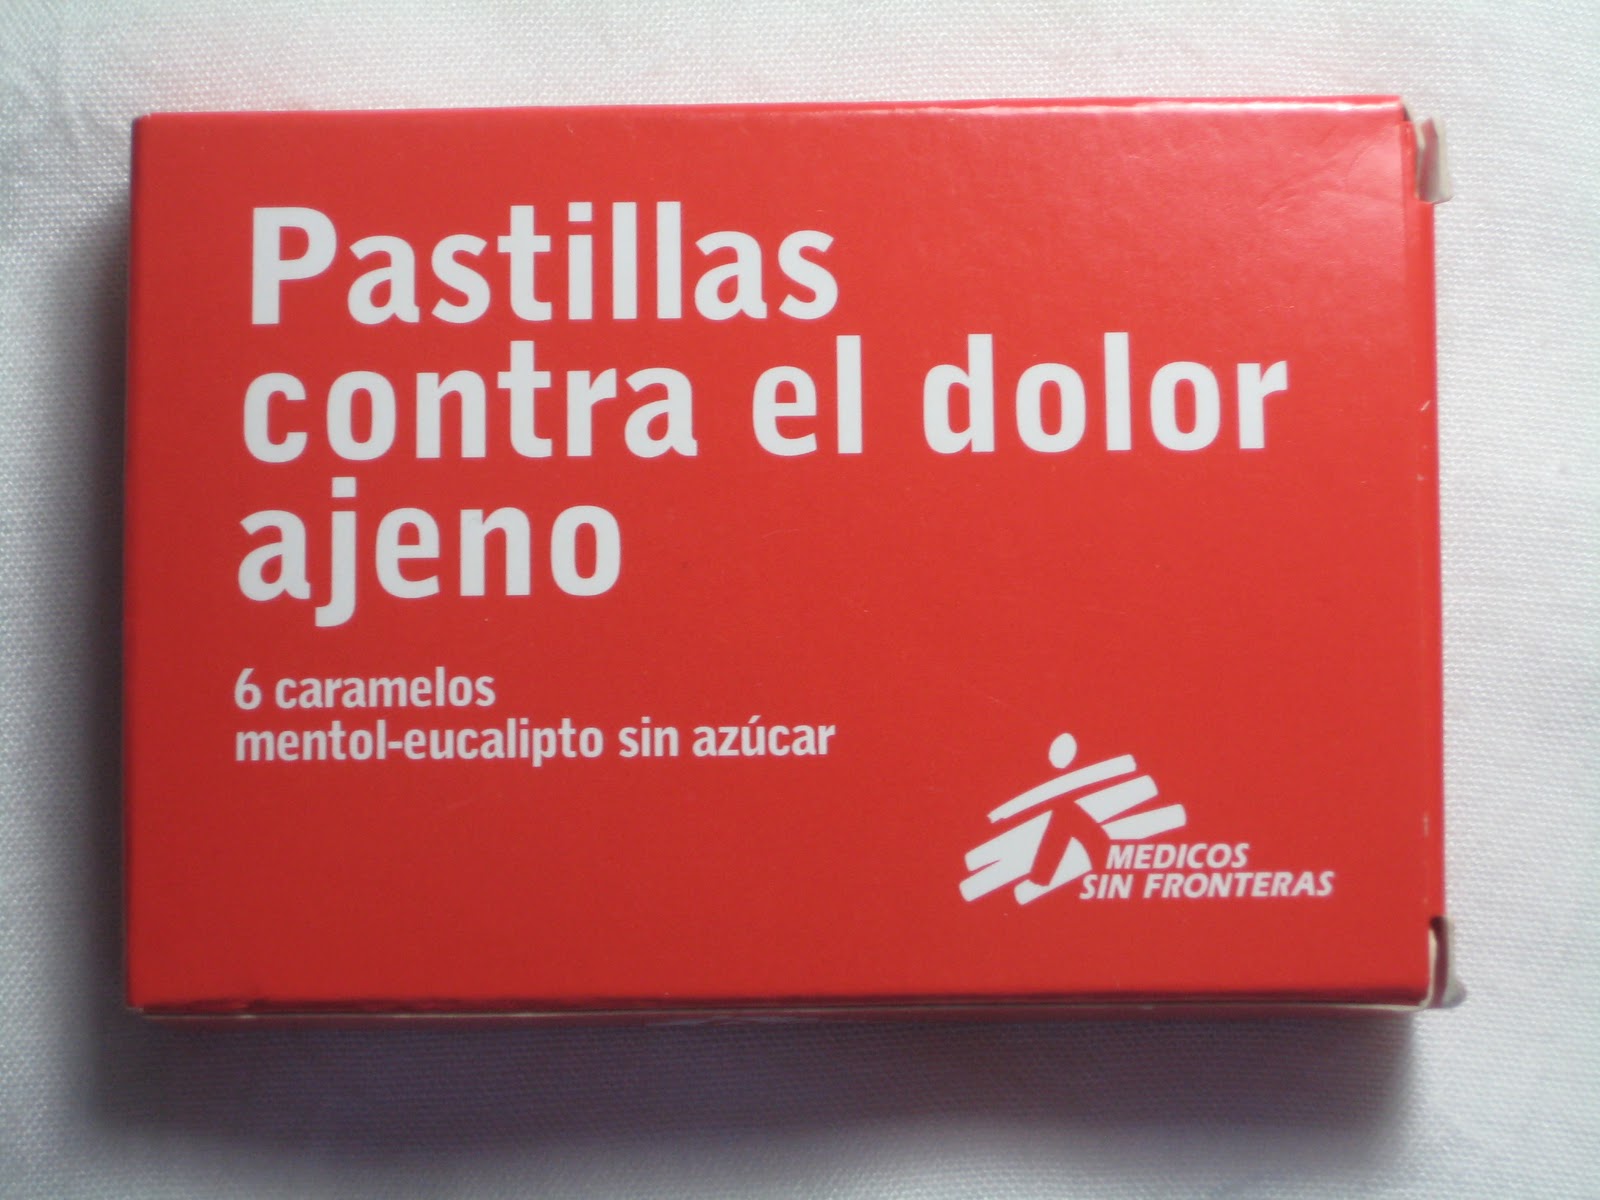 Pastillas
contra el dolor
ajeno
6 caramelos
mentol-eucalipto sin azúcar
MEDICOS
SIN FRONTERAS